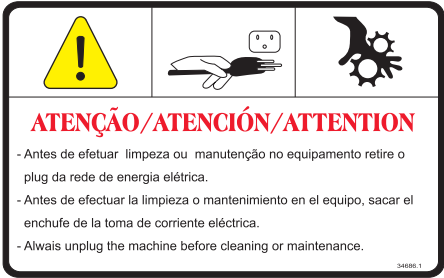 ATENÇÃO/ATENCIÓN/ATTENTION
- Antes de efetuar limpeza ou manutenção no equipamento retire o
plug da rede de energia elétrica.
- Antes de efectuar la limpieza o mantenimiento en el equipo, sacar el
enchufe de la toma de corriente eléctrica.
- Alwais unplug the machine before cleaning or maintenance.
34686.1